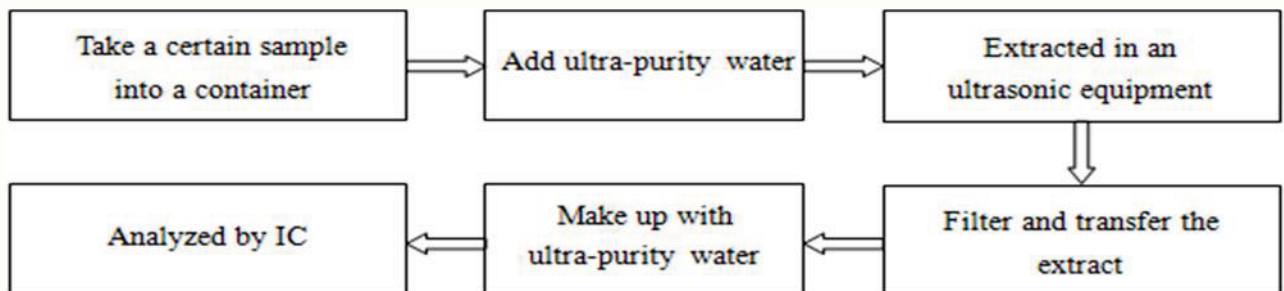 Take a certain sample
into a container
Add ultra-purity water
Extracted in an
ultrasonic equipment
Filter and transfer the
extract
Make up with
ultra-purity water
Analyzed by IC